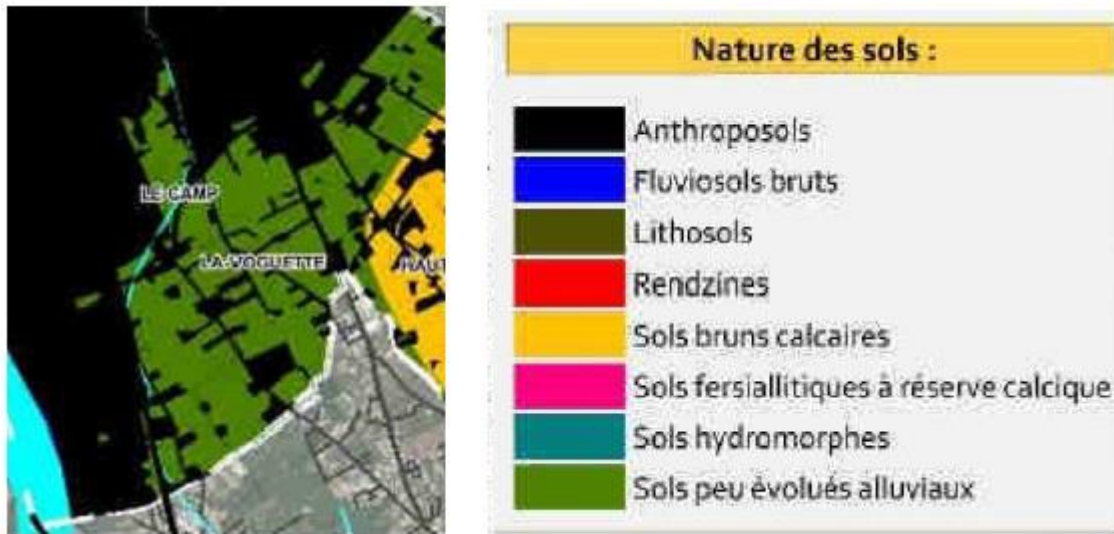 LE CAMP
LA VOGUETTE
HAUT
Nature des sols :
Anthroposols
Fluviosols bruts
Lithosols
Rendzines
Sols bruns calcaires
Sols fersiallitiques à réserve calcique
Sols hydromorphes
Sols peu évolués alluviaux